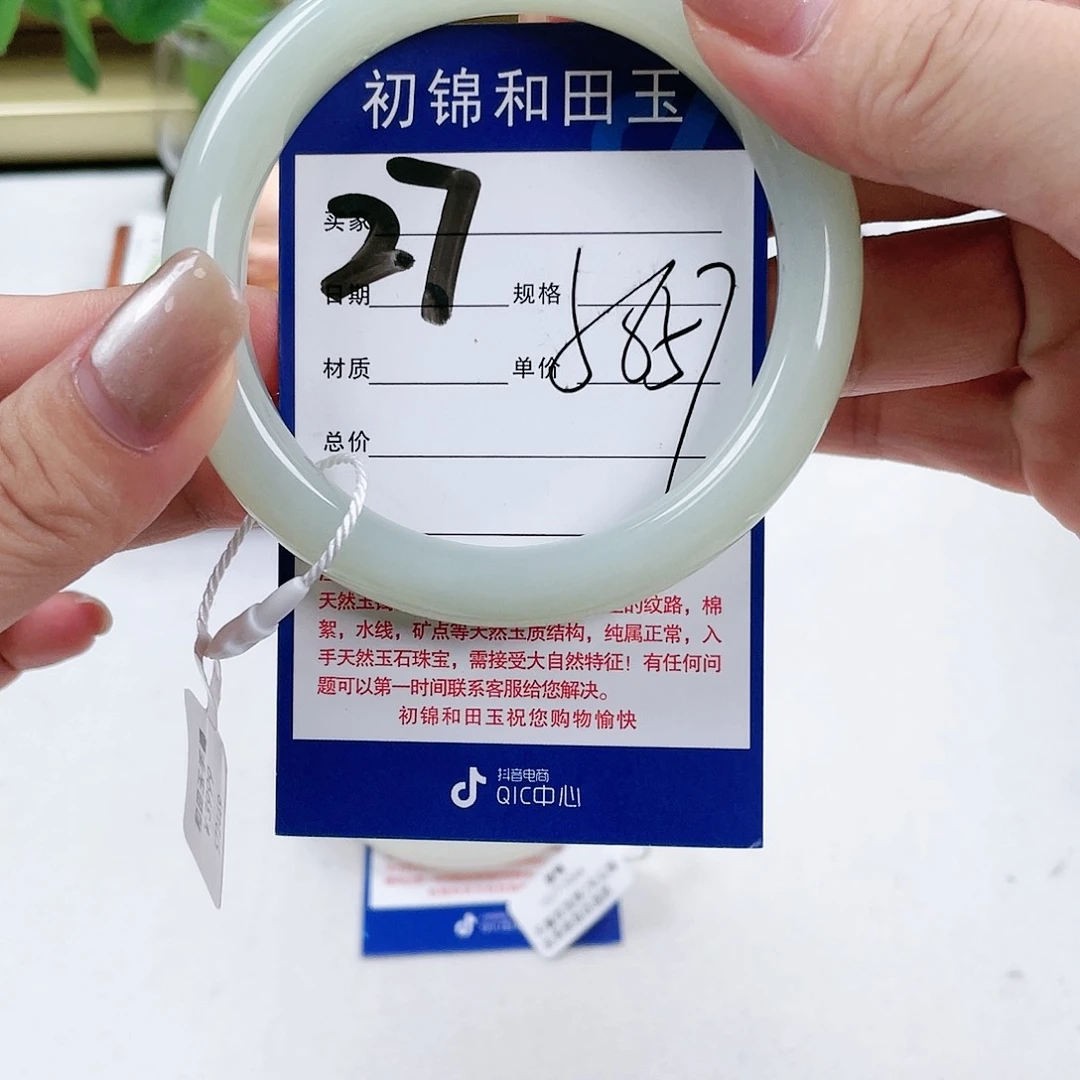 初锦和田玉
27
买家
日期 规格
材质 单价
总价
天然玉 的纹路，棉
絮，水线，矿点等天然玉质结构，纯属正常，入
手天然玉石珠宝，需接受大自然特征！有任何问
题可以第一时间联系客服给您解决。
初锦和田玉祝您购物愉快
抖音电商
QIC中心